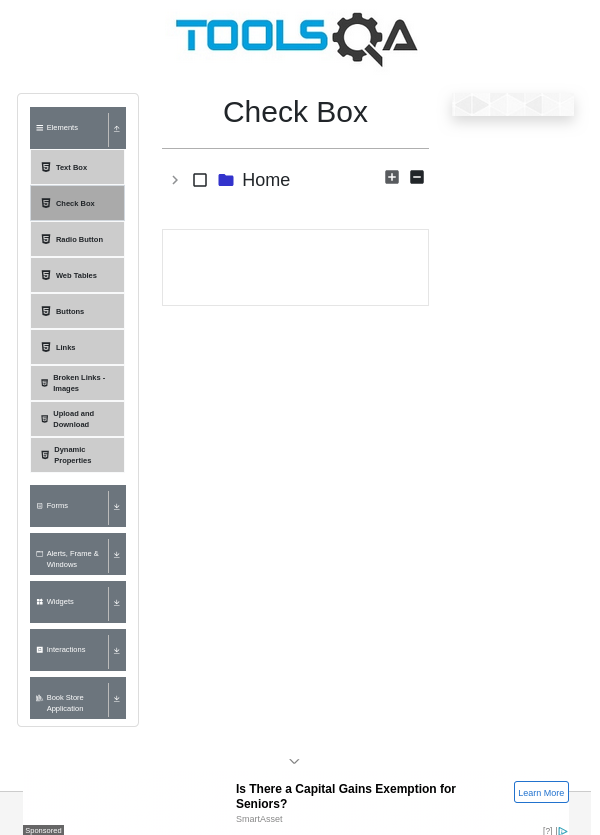 TOOLSQA
Elements
Text Box
Check Box
Radio Button
Web Tables
Buttons
Links
Broken Links -
Images
Upload and
Download
Dynamic
Properties
Forms
Alerts, Frame &
Windows
Widgets
Interactions
Book Store
Application
Check Box
Home
Is There a Capital Gains Exemption for
Seniors?
SmartAsset
Learn More
Sponsored
[?]